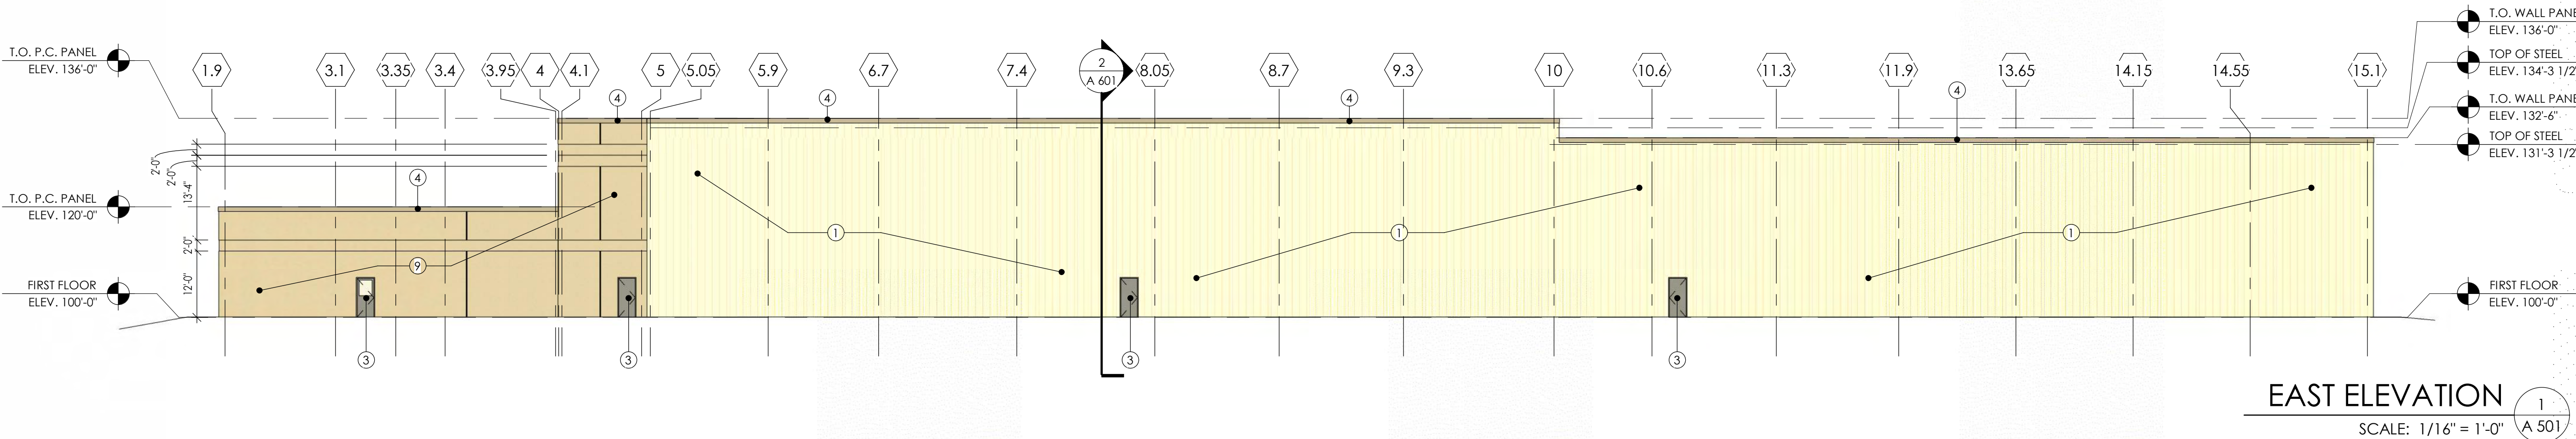 T.O. P.C. PANEL
ELEV. 136'-0"
T.O. P.C. PANEL
ELEV. 120'-0"
FIRST FLOOR
ELEV. 100'-0"
1.9
3.1
3.35
3.4
3.95
4
4.1
5
5.05
5.9
6.7
7.4
2
A 601
8.05
8.7
9.3
10
10.6
11.3
11.9
13.65
14.15
14.55
15.1
4
4
4
4
4
2'-0"
2'-0"
13'-4"
2'-0"
12'-0"
9
1
1
1
3
3
3
3
T.O. WALL PANE
ELEV. 136'-0"
TOP OF STEEL
ELEV. 134'-3 1/2"
T.O. WALL PANE
ELEV. 132'-6"
TOP OF STEEL
ELEV. 131'-3 1/2"
FIRST FLOOR
ELEV. 100'-0"
EAST ELEVATION
SCALE: 1/16" = 1'-0"
1
A 501